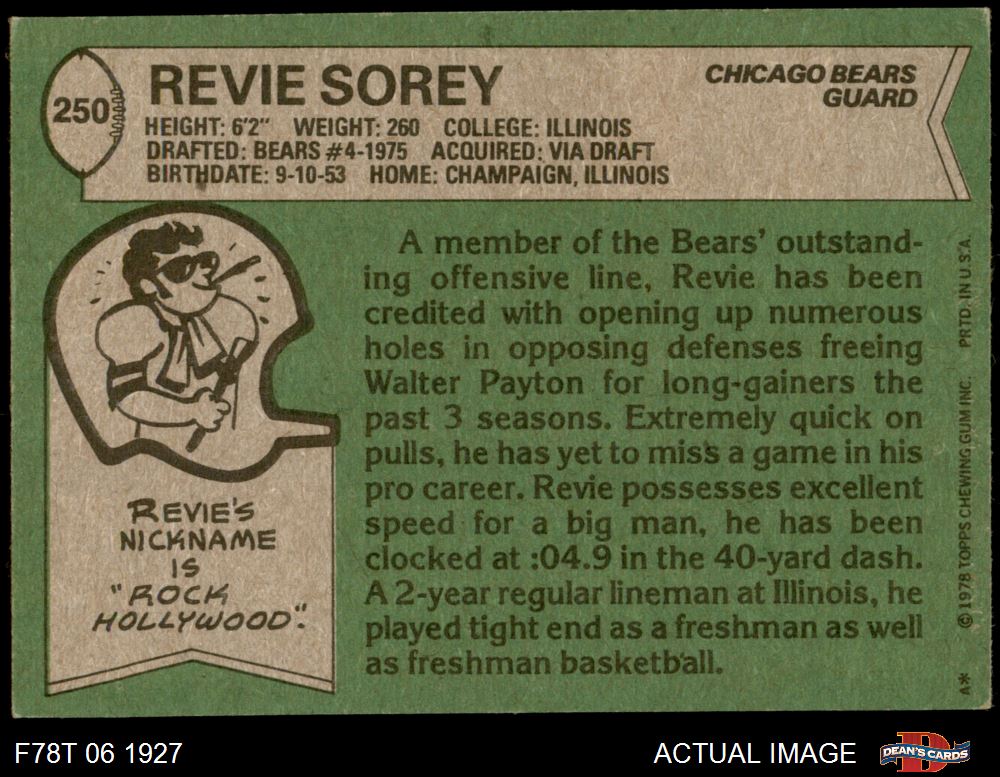 250
REVIE SOREY
CHICAGO BEARS
GUARD
HEIGHT: 6'2" WEIGHT: 260 COLLEGE: ILLINOIS
DRAFTED: BEARS #4-1975 ACQUIRED: VIA DRAFT
BIRTHDATE: 9-10-53 HOME: CHAMPAIGN, ILLINOIS
A member of the Bears' outstand-
ing offensive line, Revie has been
credited with opening up numerous
holes in opposing defenses freeing
Walter Payton for long-gainers the
past 3 seasons. Extremely quick on
pulls, he has yet to miss a game in his
pro career. Revie possesses excellent
speed for a big man, he has been
clocked at :04.9 in the 40-yard dash.
A 2-year regular lineman at Illinois, he
played tight end as a freshman as well
as freshman basketball.
REVIE'S
NICKNAME
IS
"ROCK
HOLLYWOOD".
A* © 1978 TOPPS CHEWING GUM INC. PRTD. IN U.S.A.
F78T 06 1927
ACTUAL IMAGE
D
DEAN'S CARDS